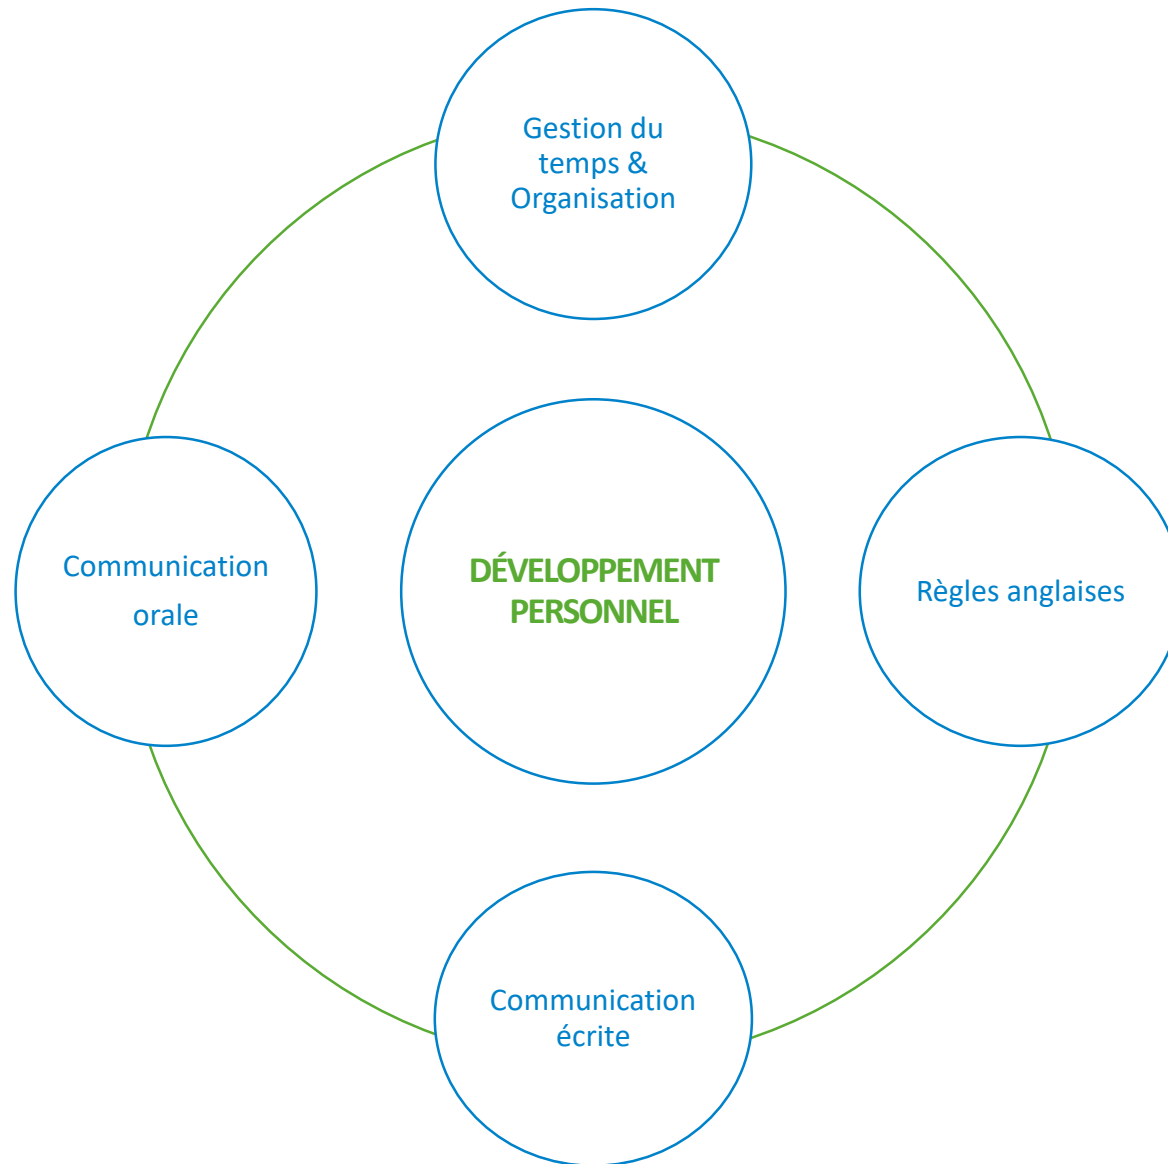 Gestion du
temps &
Organisation
Communication
orale
DÉVELOPPEMENT
PERSONNEL
Règles anglaises
Communication
écrite